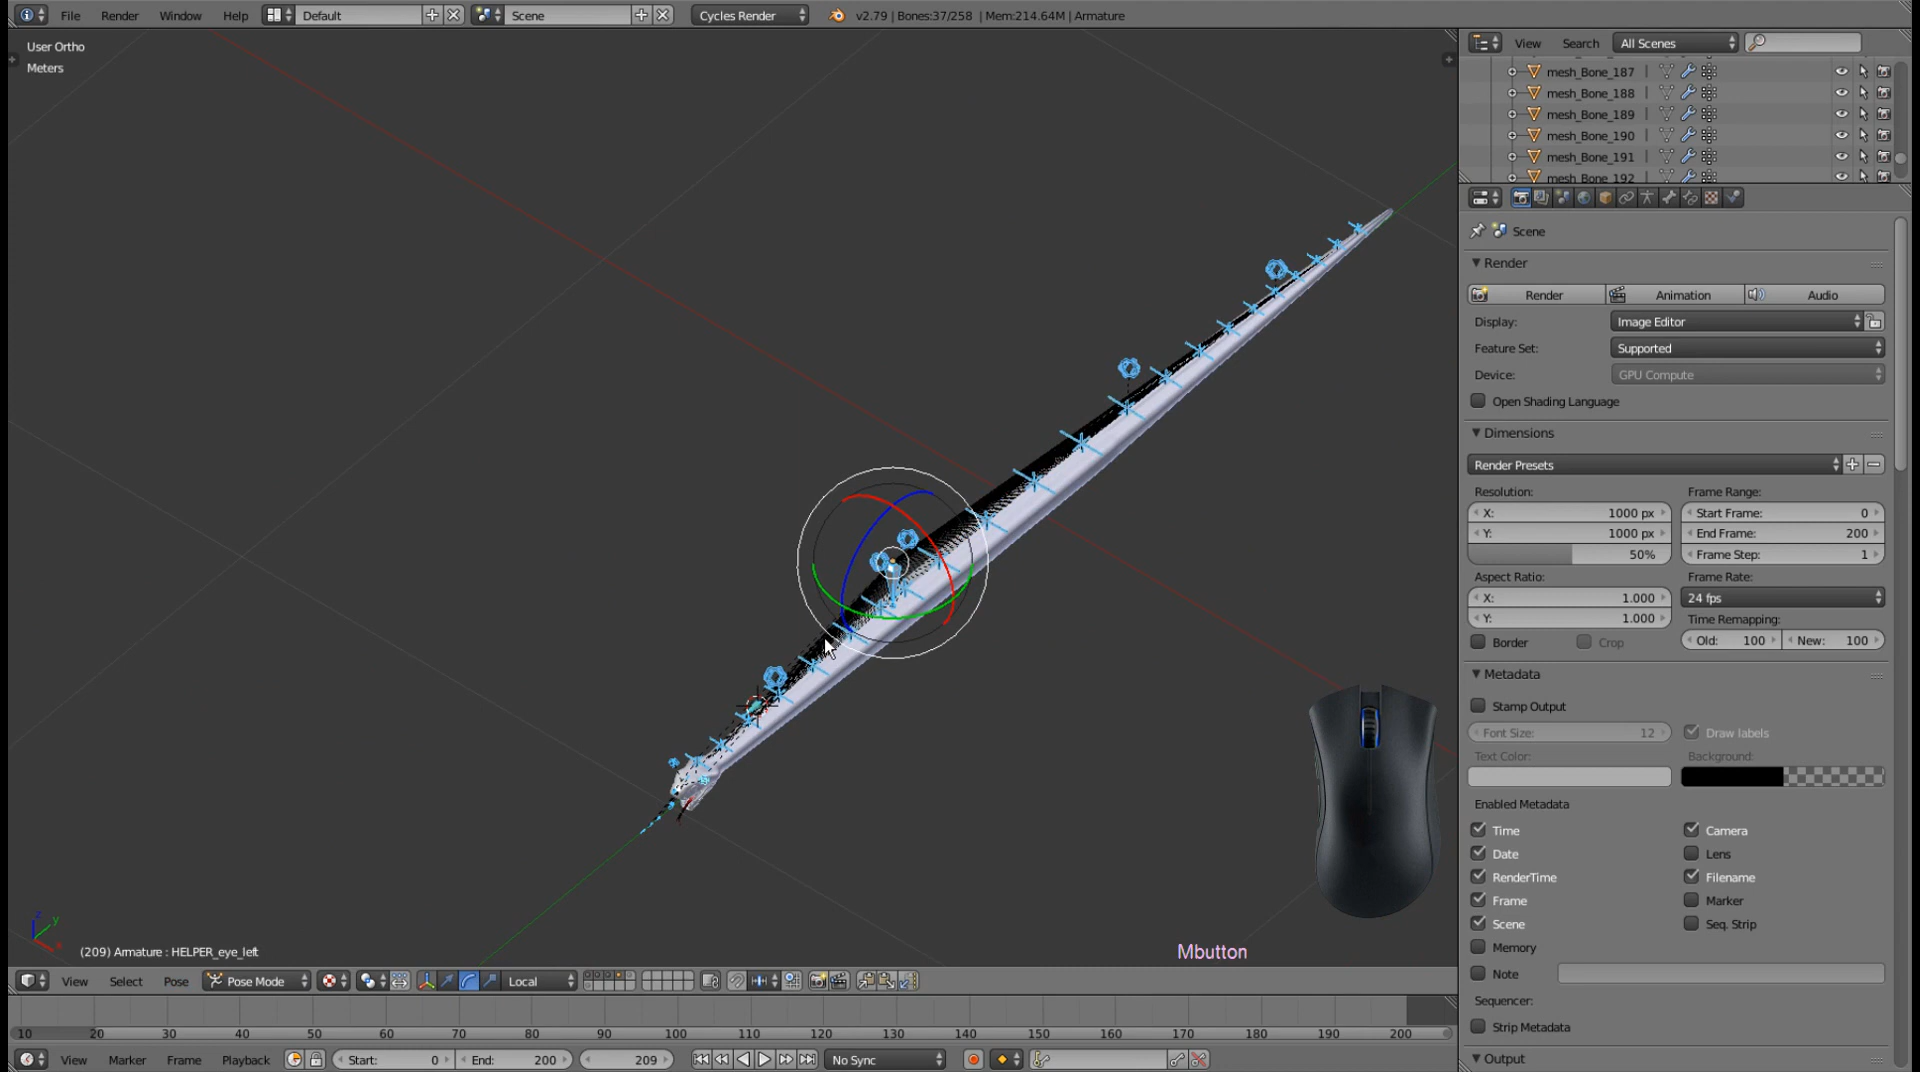 File Render Window Help Default Scene Cycles Render v2.79 | Bones:37/258 | Mem:214.64M | Armature
User Ortho
Meters
(209) Armature : HELPER_eye_left
Mbutton
View Select Pose Pose Mode Local
10 20 30 40 50 60 70 80 90 100 110 120 130 140 150 160 170 180 190 200
View Marker Frame Playback Start: 0 End: 200 209 No Sync
View Search All Scenes
mesh_Bone_187
mesh_Bone_188
mesh_Bone_189
mesh_Bone_190
mesh_Bone_191
mesh_Bone_192
Scene
Render
Render Animation Audio
Display: Image Editor
Feature Set: Supported
Device: GPU Compute
Open Shading Language
Dimensions
Render Presets
Resolution: Frame Range:
X: 1000 px Start Frame: 0
Y: 1000 px End Frame: 200
50% Frame Step: 1
Aspect Ratio: Frame Rate:
X: 1.000 24 fps
Y: 1.000 Time Remapping:
Border Crop Old: 100 New: 100
Metadata
Stamp Output
Font Size: 12 Draw labels
Text Color: Background:
Enabled Metadata
Time Camera
Date Lens
RenderTime Filename
Frame Marker
Scene Seq. Strip
Memory
Note
Sequencer:
Strip Metadata
Output